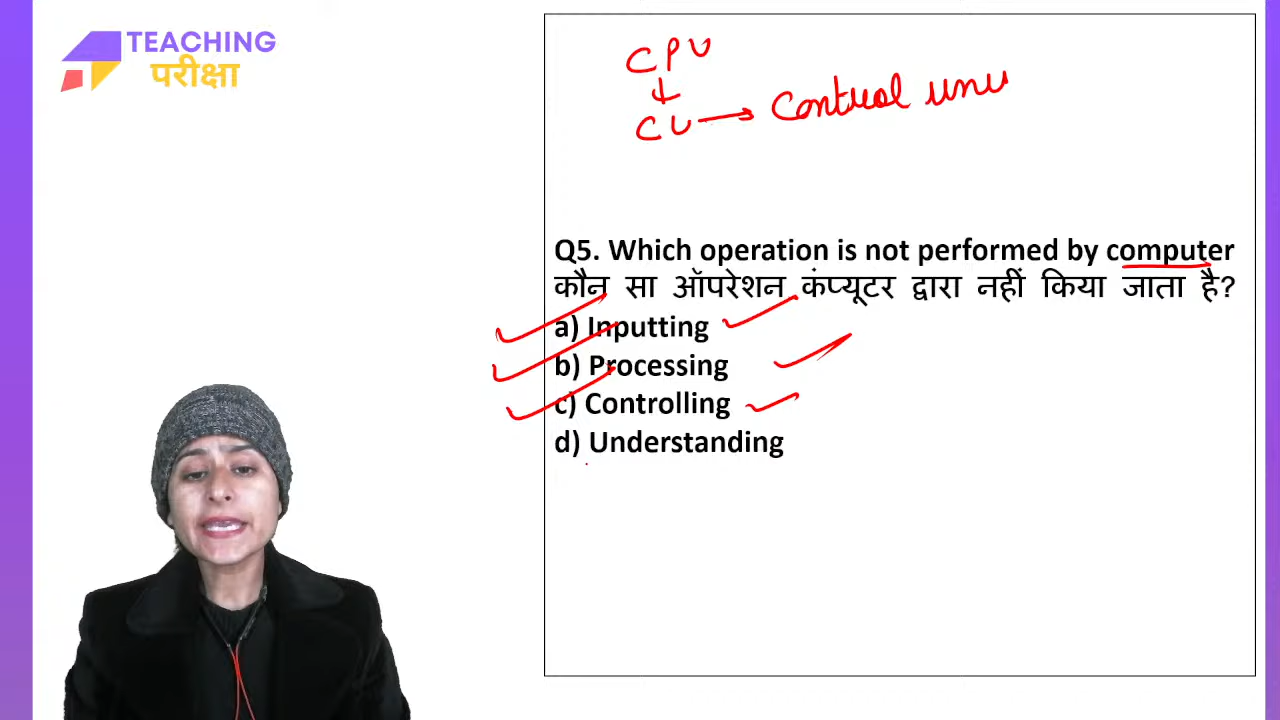 TEACHING
परीक्षा
CPU
CU → Control
Q5. Which operation is not performed by computer
कौन सा ऑपरेशन कंप्यूटर द्वारा नहीं किया जाता है?
a) Inputting
b) Processing
c) Controlling
d) Understanding